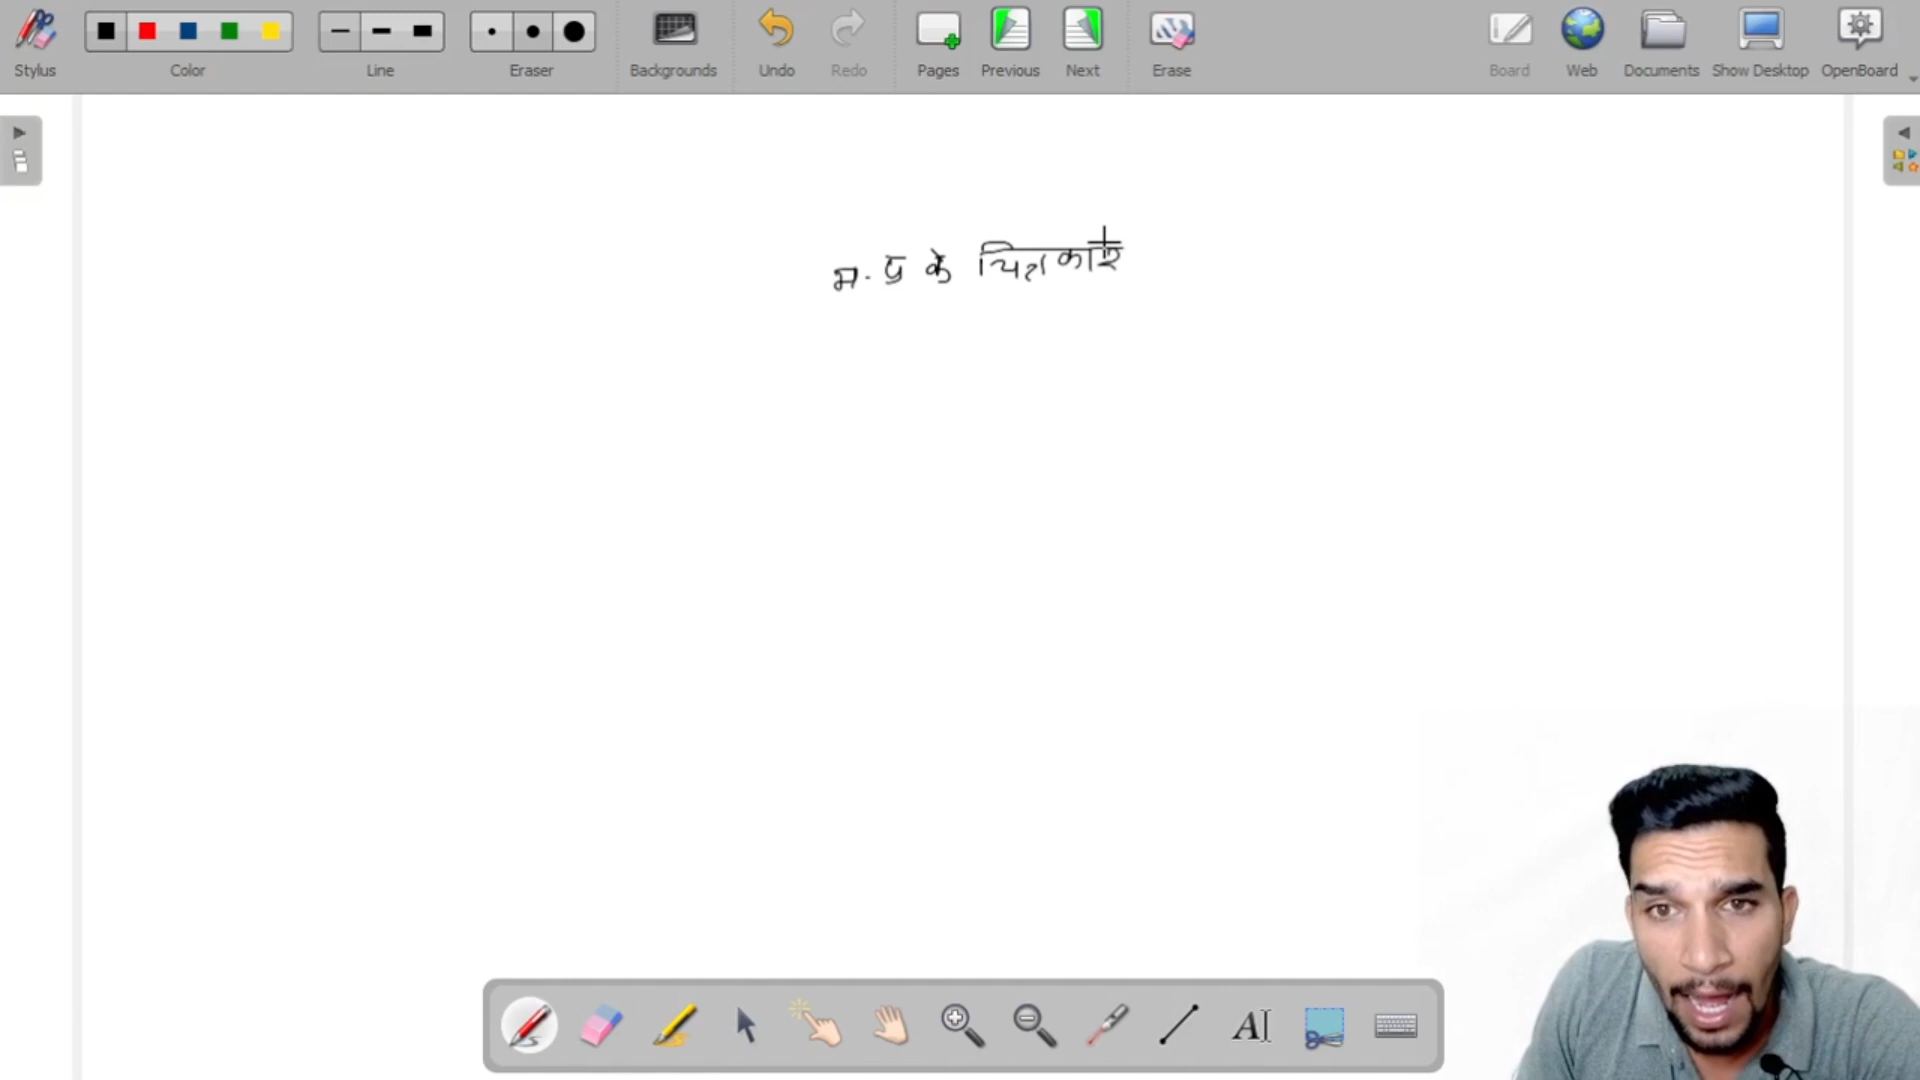 Stylus
Color
Line
Eraser
Backgrounds
Undo
Redo
Pages
Previous
Next
Erase
Board
Web
Documents
Show Desktop
OpenBoard
म. प्र के चित्रकार
A